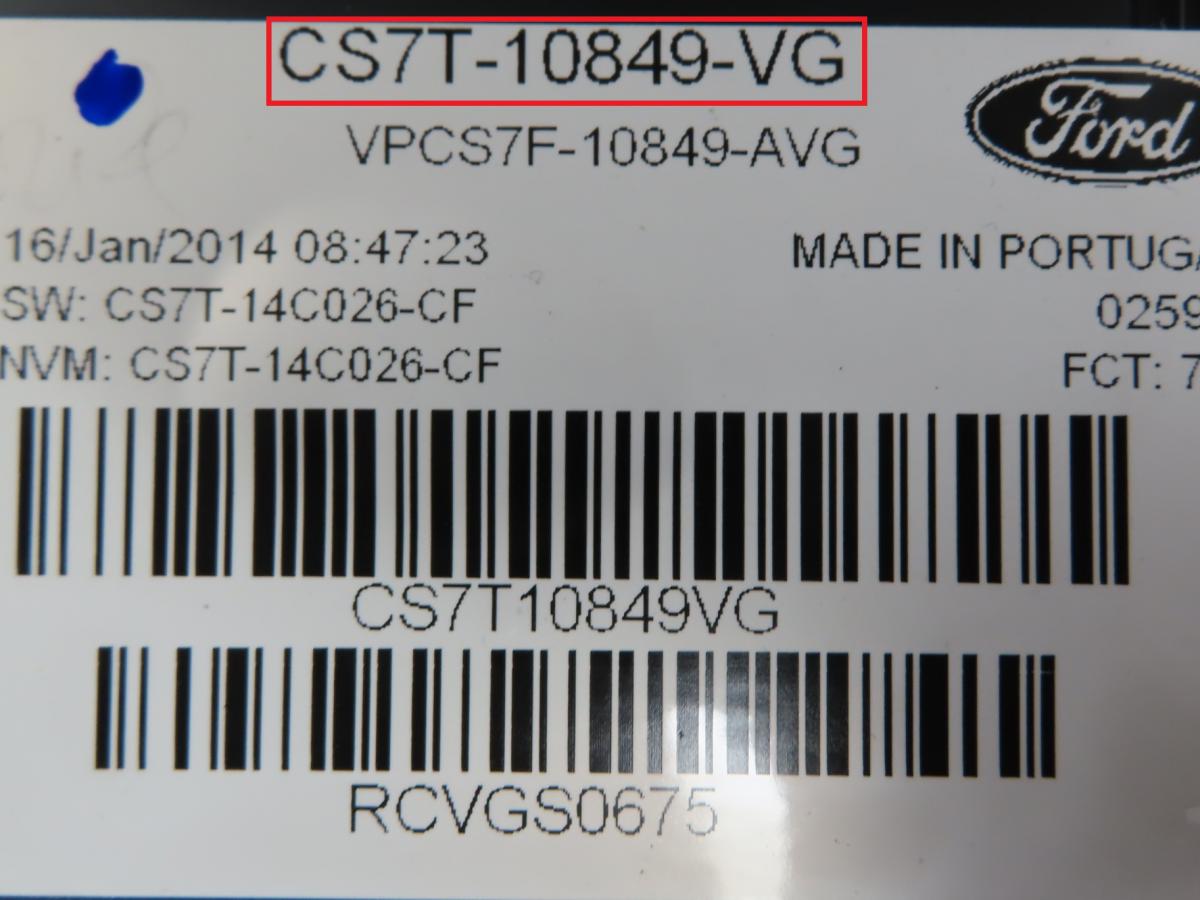 CS7T-10849-VG
Ford
VPCS7F-10849-AVG
16/Jan/2014 08:47:23
MADE IN
SW: CS7T-14C026-CF
0259
NVM: CS7T-14C026-CF
FCT: 7
CS7T10849VG
RCVGS0675